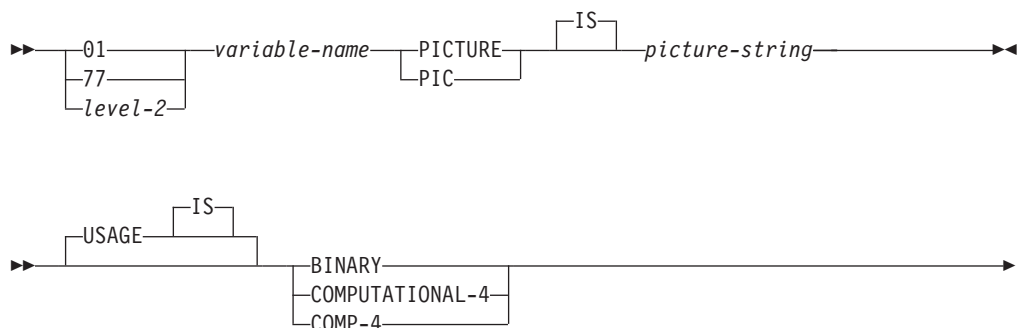 IS
01 variable-name PICTURE picture-string
77 PIC
level-2
IS
USAGE
BINARY
COMPUTATIONAL-4
COMP-4